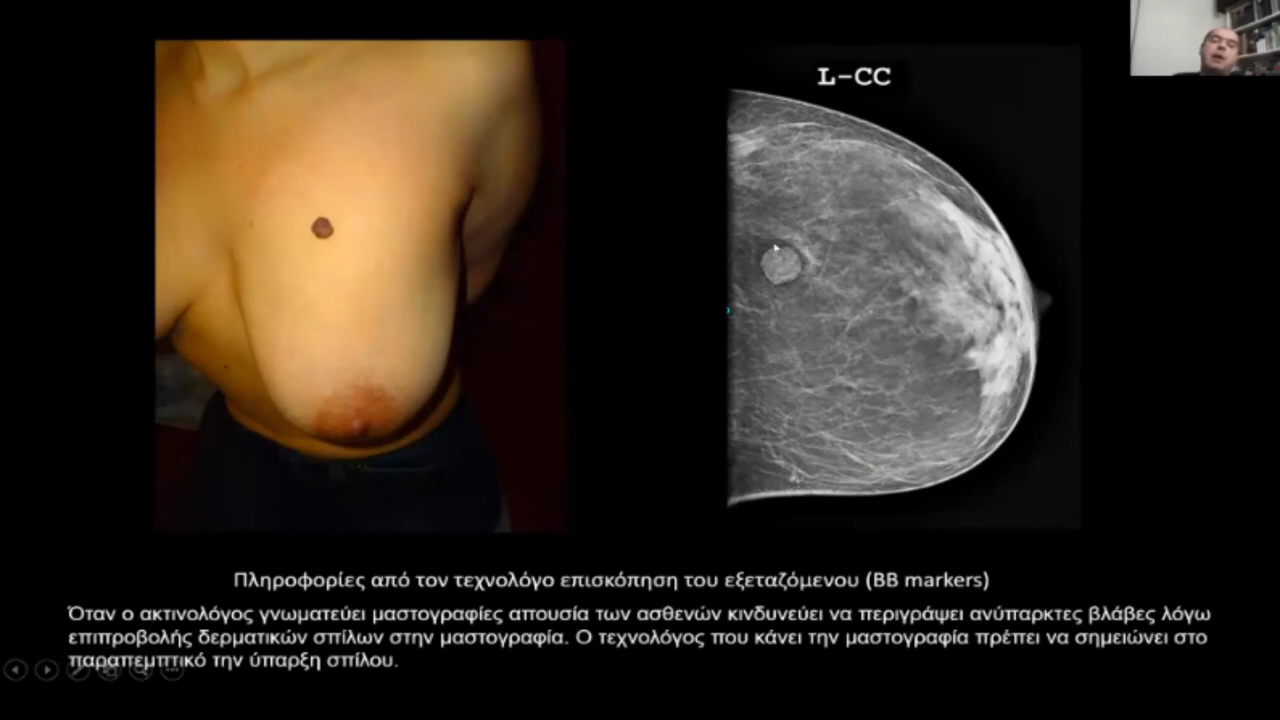 L-CC
Πληροφορίες από τον τεχνολόγο επισκόπηση του εξεταζόμενου (BB markers)
Όταν ο ακτινολόγος γνωματεύει μαστογραφίες απουσία των ασθενών κινδυνεύει να περιγράψει ανύπαρκτες βλάβες λόγω
επιπροβολής δερματικών σπίλων στην μαστογραφία. Ο τεχνολόγος που κάνει την μαστογραφία πρέπει να σημειώνει στο
παραπεμπτικό την ύπαρξη σπίλου.